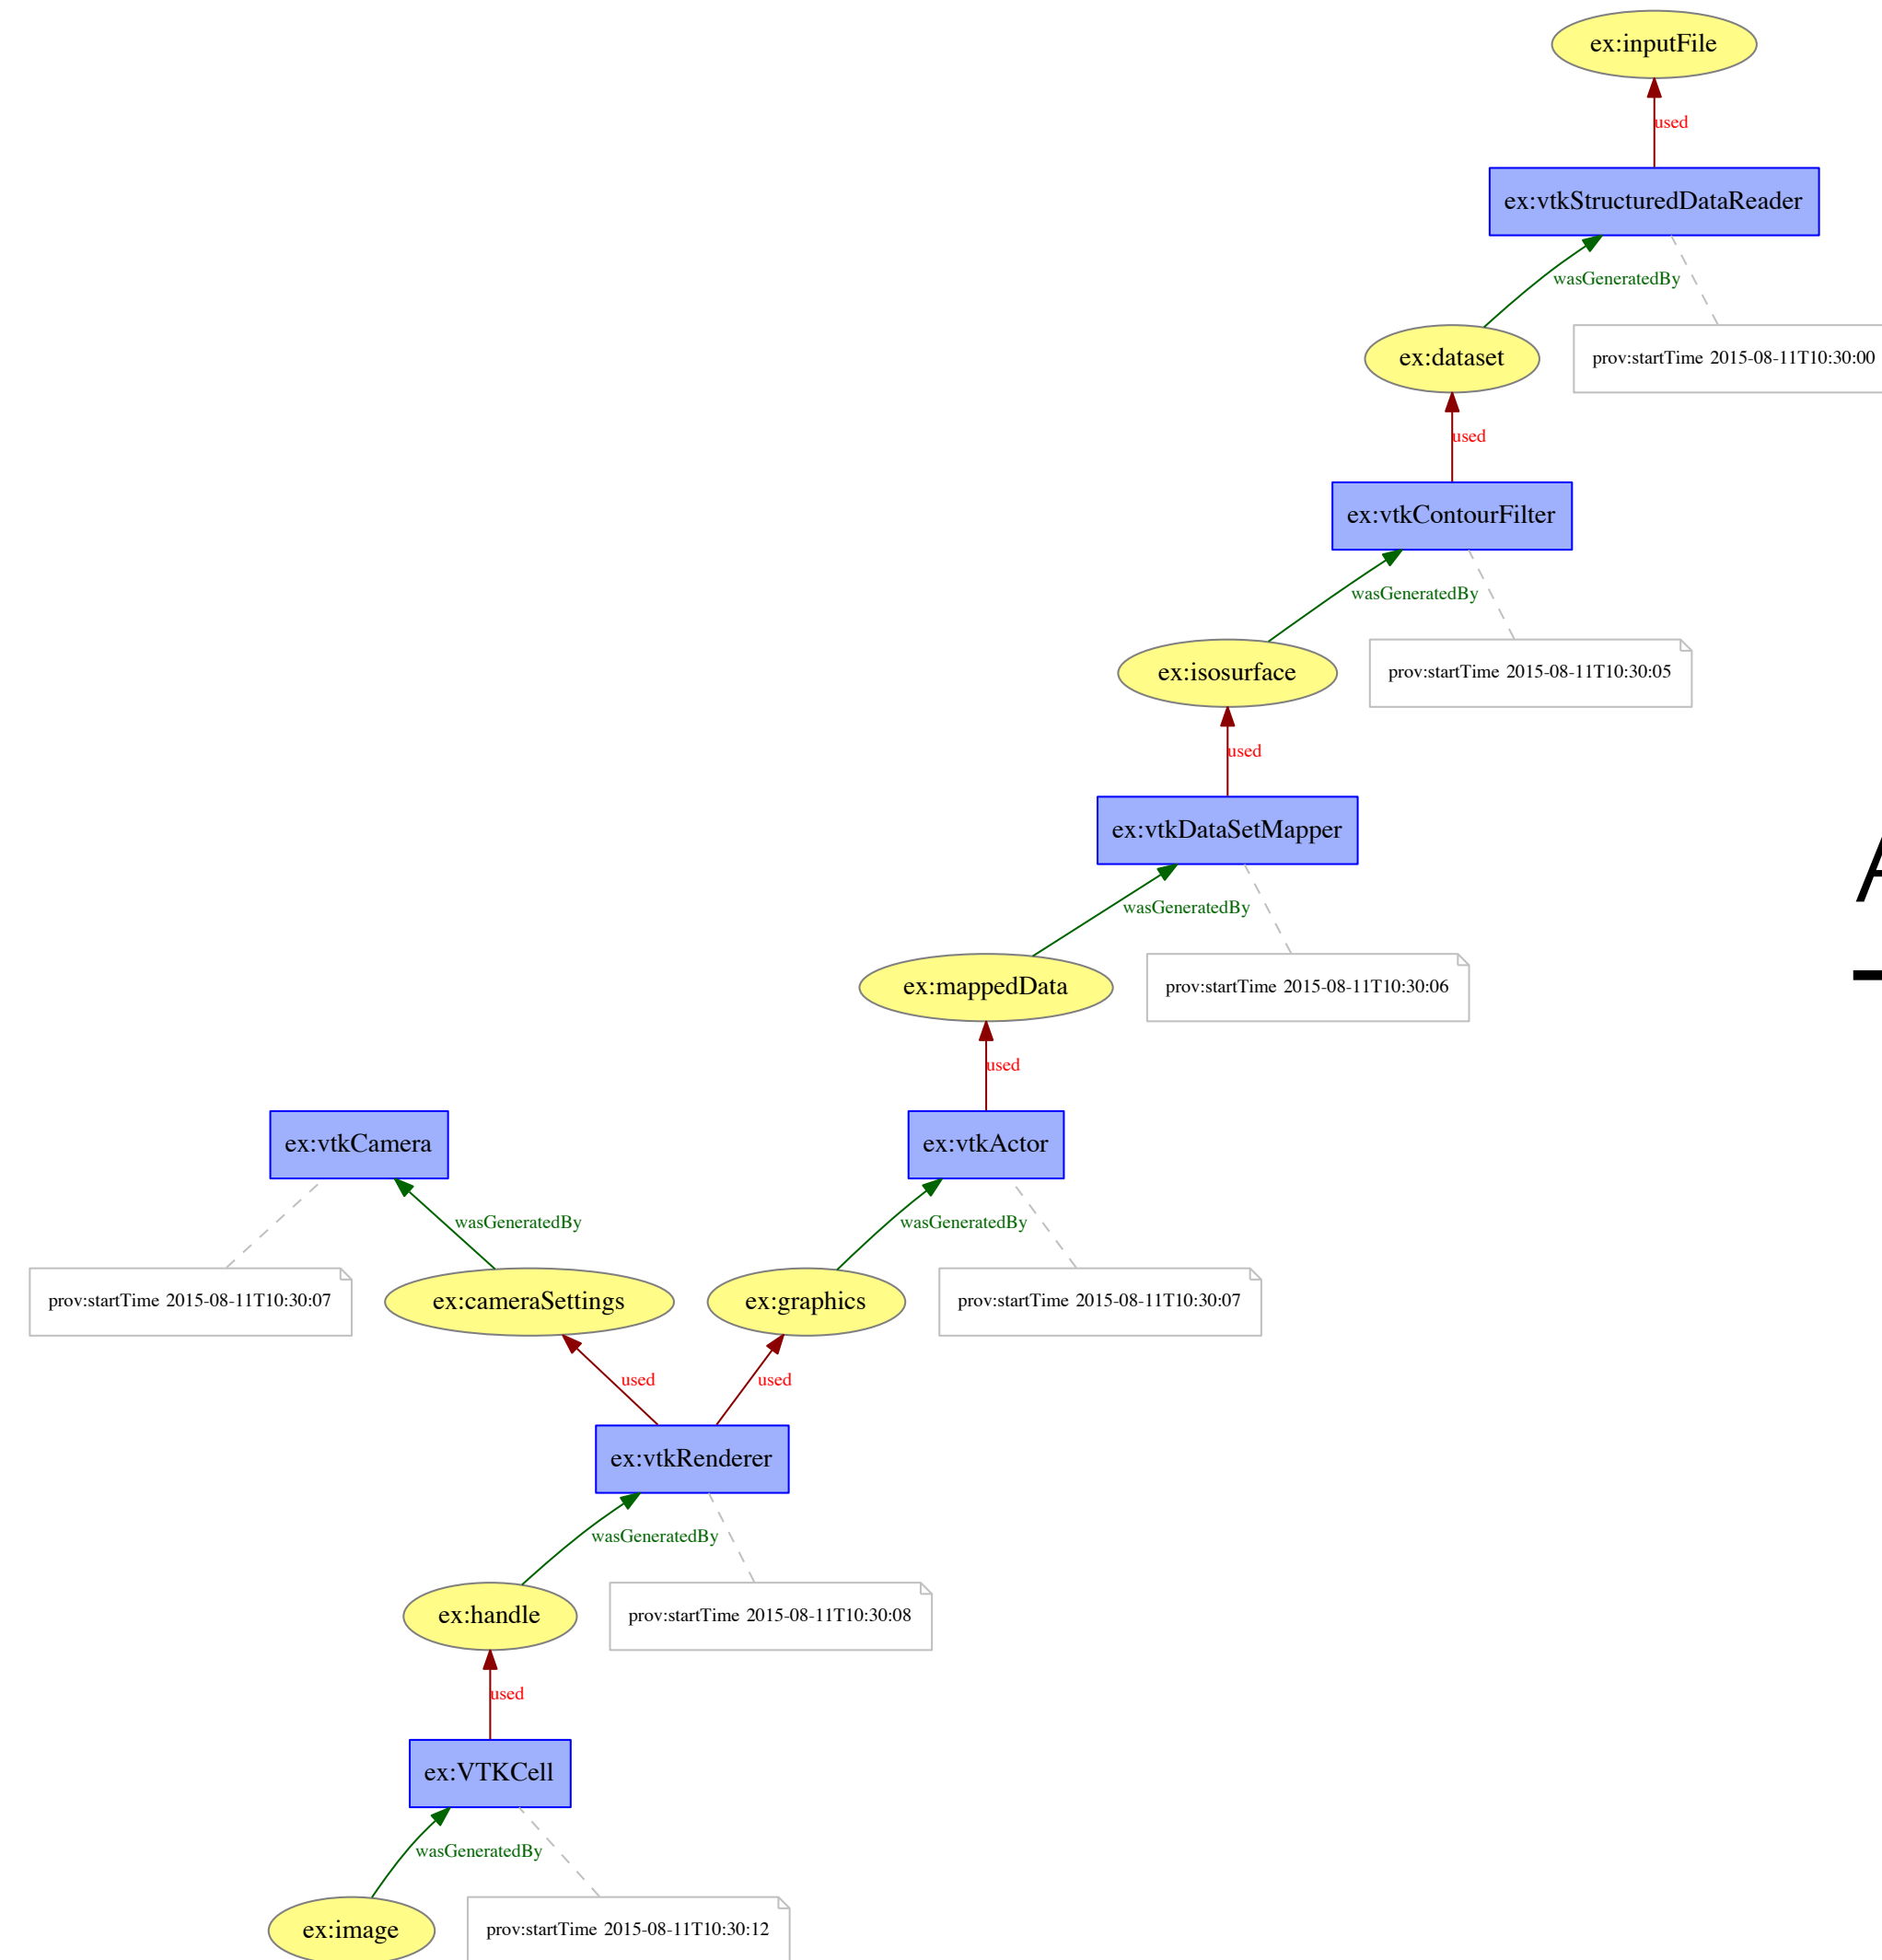 ex:inputFile
used
ex:vtkStructuredDataReader
wasGeneratedBy
ex:dataset
prov:startTime 2015-08-11T10:30:00
used
ex:vtkContourFilter
wasGeneratedBy
ex:isosurface
prov:startTime 2015-08-11T10:30:05
used
ex:vtkDataSetMapper
A
wasGeneratedBy
ex:mappedData
prov:startTime 2015-08-11T10:30:06
used
ex:vtkCamera
ex:vtkActor
wasGeneratedBy
wasGeneratedBy
prov:startTime 2015-08-11T10:30:07
ex:cameraSettings
ex:graphics
prov:startTime 2015-08-11T10:30:07
used
used
ex:vtkRenderer
wasGeneratedBy
ex:handle
prov:startTime 2015-08-11T10:30:08
used
ex:VTKCell
wasGeneratedBy
ex:image
prov:startTime 2015-08-11T10:30:12